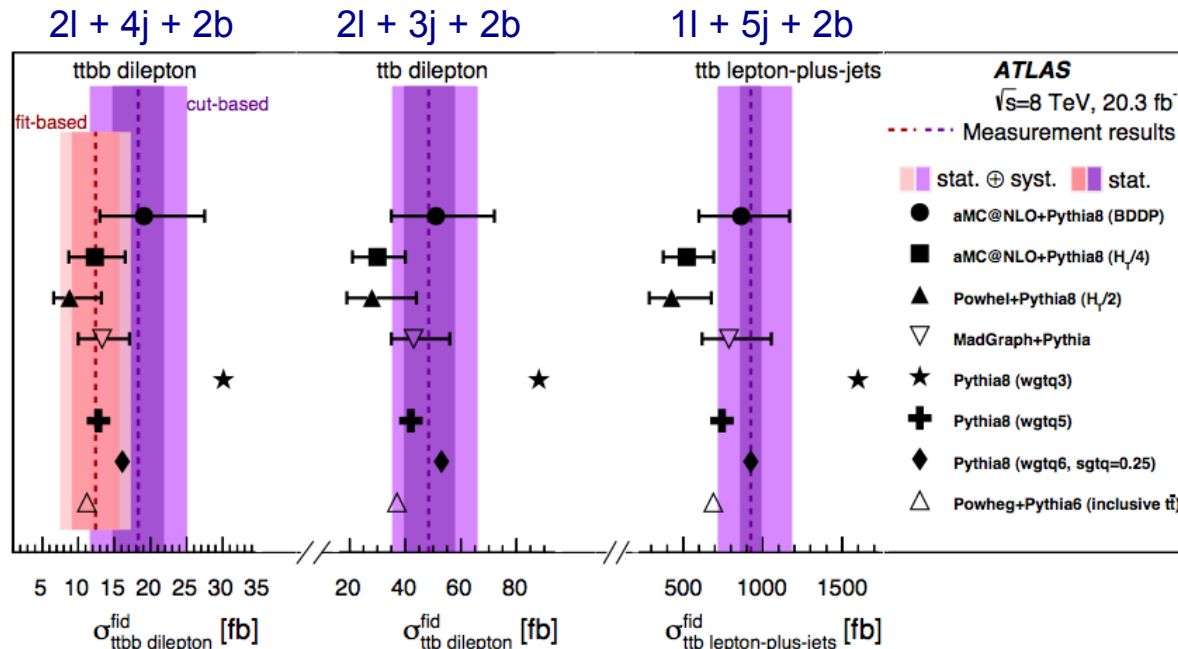 2l + 4j + 2b
2l + 3j + 2b
1l + 5j + 2b
ttbb dilepton
ttb dilepton
ttb lepton-plus-jets
cut-based
fit-based
ATLAS
√s=8 TeV, 20.3 fb⁻
Measurement results
stat. ⊕ syst.
stat.
aMC@NLO+Pythia8 (BDDP)
aMC@NLO+Pythia8 (H_T/4)
Powhel+Pythia8 (H_T/2)
MadGraph+Pythia
Pythia8 (wgtq3)
Pythia8 (wgtq5)
Pythia8 (wgtq6, sgtq=0.25)
Powheg+Pythia6 (inclusive tt̄)
5 10 15 20 25 30 35
20 40 60 80
500 1000 1500
σ^fid_ttbb dilepton [fb]
σ^fid_ttb dilepton [fb]
σ^fid_ttb lepton-plus-jets [fb]